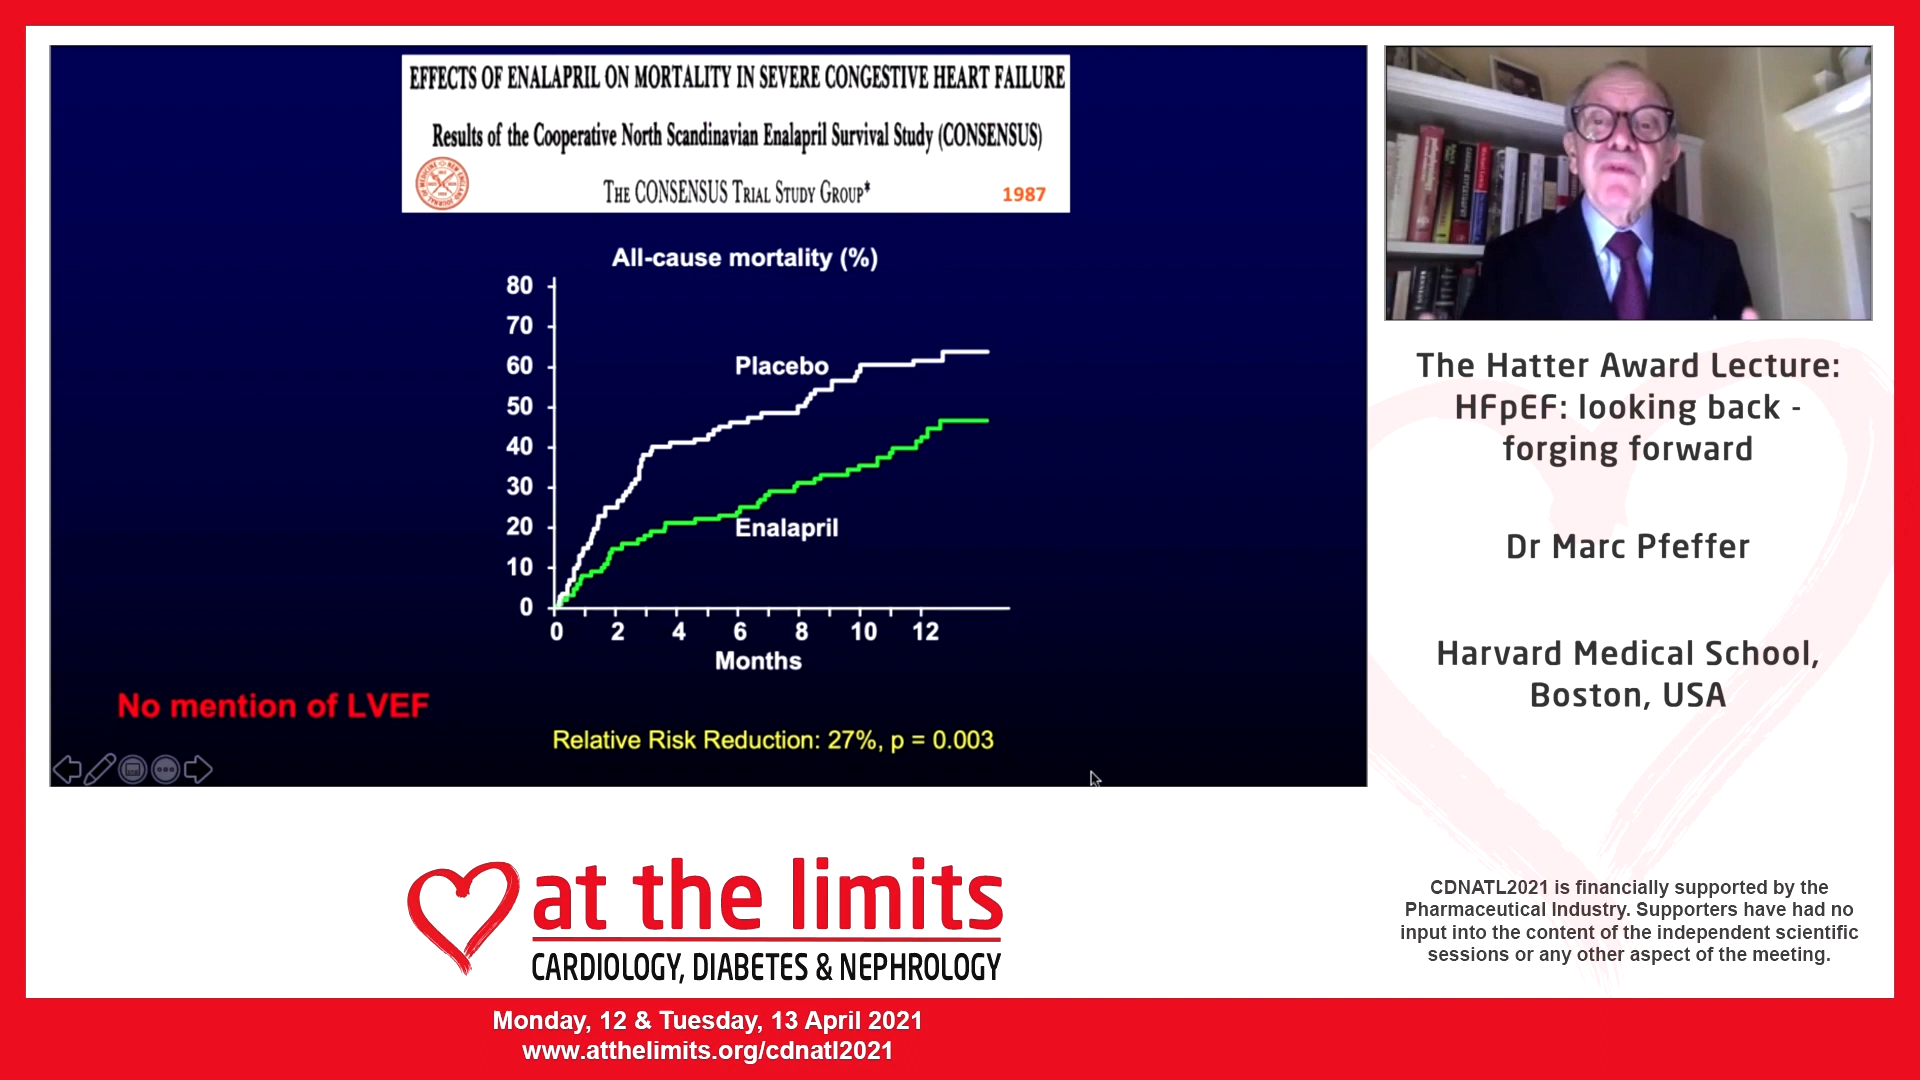 EFFECTS OF ENALAPRIL ON MORTALITY IN SEVERE CONGESTIVE HEART FAILURE
Results of the Cooperative North Scandinavian Enalapril Survival Study (CONSENSUS)
THE CONSENSUS TRIAL STUDY GROUP*
1987
All-cause mortality (%)
80
70
60
50
40
30
20
10
0
Placebo
Enalapril
0 2 4 6 8 10 12
Months
No mention of LVEF
Relative Risk Reduction: 27%, p = 0.003
The Hatter Award Lecture:
HFpEF: looking back -
forging forward
Dr Marc Pfeffer
Harvard Medical School,
Boston, USA
CDNATL2021 is financially supported by the
Pharmaceutical Industry. Supporters have had no
input into the content of the independent scientific
sessions or any other aspect of the meeting.
at the limits
CARDIOLOGY, DIABETES & NEPHROLOGY
Monday, 12 & Tuesday, 13 April 2021
www.atthelimits.org/cdnatl2021